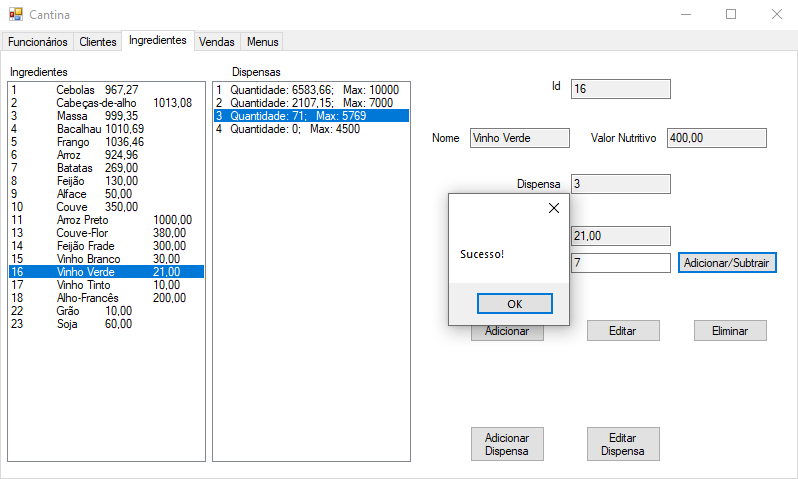 Cantina
Funcionários Clientes Ingredientes Vendas Menus
Ingredientes
1 Cebolas 967,27
2 Cabeças-de-alho 1013,08
3 Massa 999,35
4 Bacalhau 1010,69
5 Frango 1036,46
6 Arroz 924,96
7 Batatas 269,00
8 Feijão 130,00
9 Alface 50,00
10 Couve 350,00
11 Arroz Preto 1000,00
13 Couve-Flor 380,00
14 Feijão Frade 300,00
15 Vinho Branco 30,00
16 Vinho Verde 21,00
17 Vinho Tinto 10,00
18 Alho-Francês 200,00
22 Grão 10,00
23 Soja 60,00
Dispensas
1 Quantidade: 6583,66; Max: 10000
2 Quantidade: 2107,15; Max: 7000
3 Quantidade: 71; Max: 5769
4 Quantidade: 0; Max: 4500
Id 16
Nome Vinho Verde Valor Nutritivo 400,00
Dispensa 3
21,00
7 Adicionar/Subtrair
Sucesso!
OK
Adicionar Editar Eliminar
Adicionar
Dispensa
Editar
Dispensa